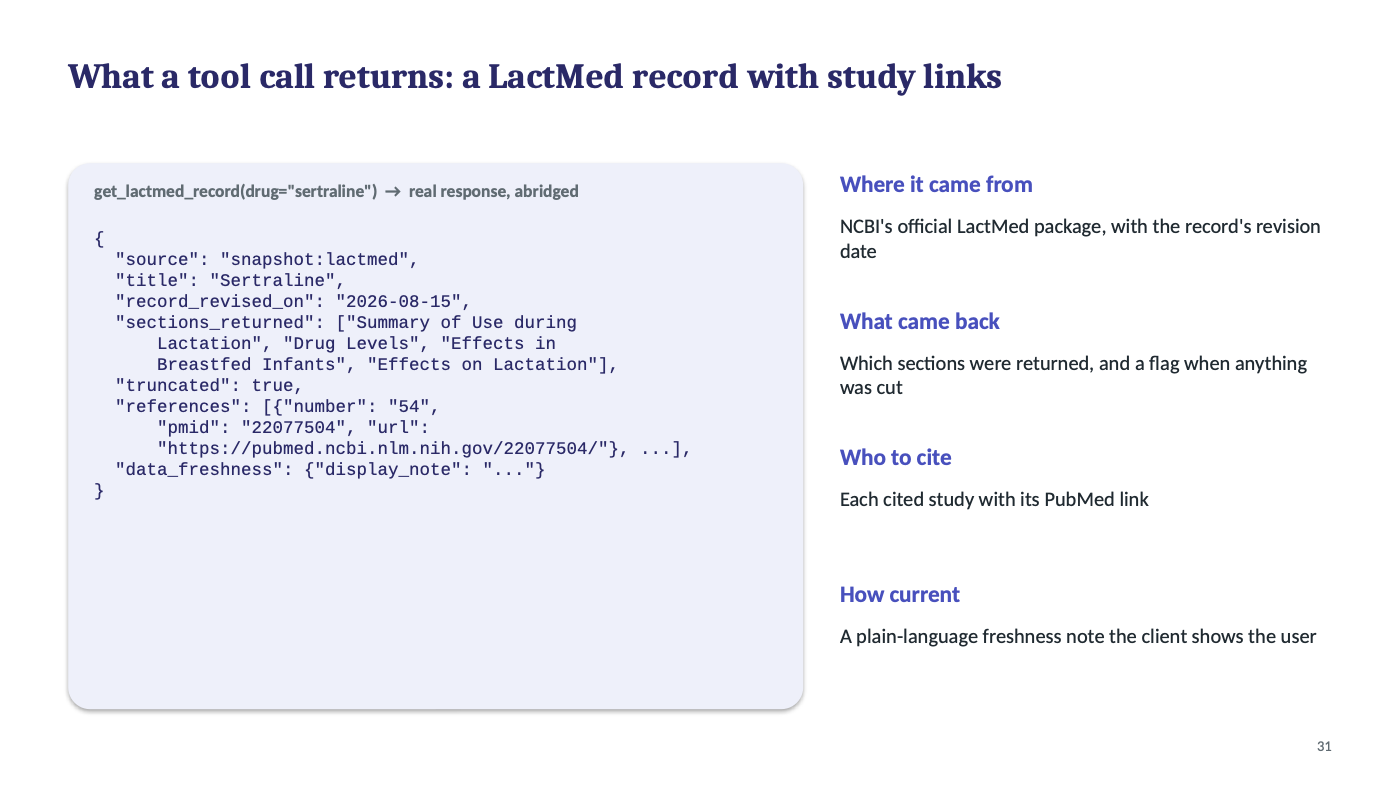 What a tool call returns: a LactMed record with study links
get_lactmed_record(drug="sertraline") → real response, abridged
{
  "source": "snapshot:lactmed",
  "title": "Sertraline",
  "record_revised_on": "2026-08-15",
  "sections_returned": ["Summary of Use during
      Lactation", "Drug Levels", "Effects in
      Breastfed Infants", "Effects on Lactation"],
  "truncated": true,
  "references": [{"number": "54",
      "pmid": "22077504", "url":
      "https://pubmed.ncbi.nlm.nih.gov/22077504/"}, ...],
  "data_freshness": {"display_note": "..."}
}
Where it came from
NCBI's official LactMed package, with the record's revision
date
What came back
Which sections were returned, and a flag when anything
was cut
Who to cite
Each cited study with its PubMed link
How current
A plain-language freshness note the client shows the user
31